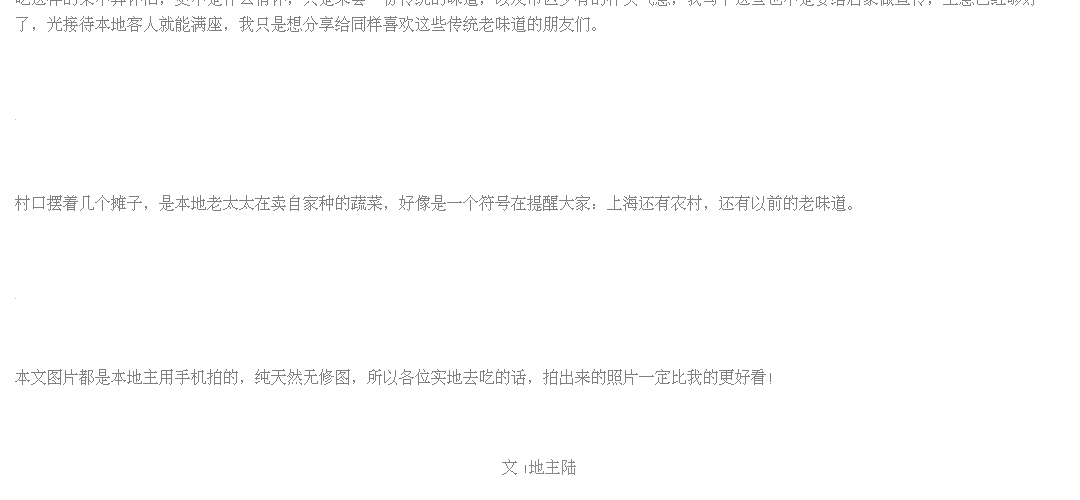 了，光接待本地客人就能满座，我只是想分享给同样喜欢这些传统老味道的朋友们。
村口摆着几个摊子，是本地老太太在卖自家种的蔬菜，好像是一个符号在提醒大家：上海还有农村，还有以前的老味道。
本文图片都是本地主用手机拍的，纯天然无修图，所以各位实地去吃的话，拍出来的照片一定比我的更好看！
文|地主陆